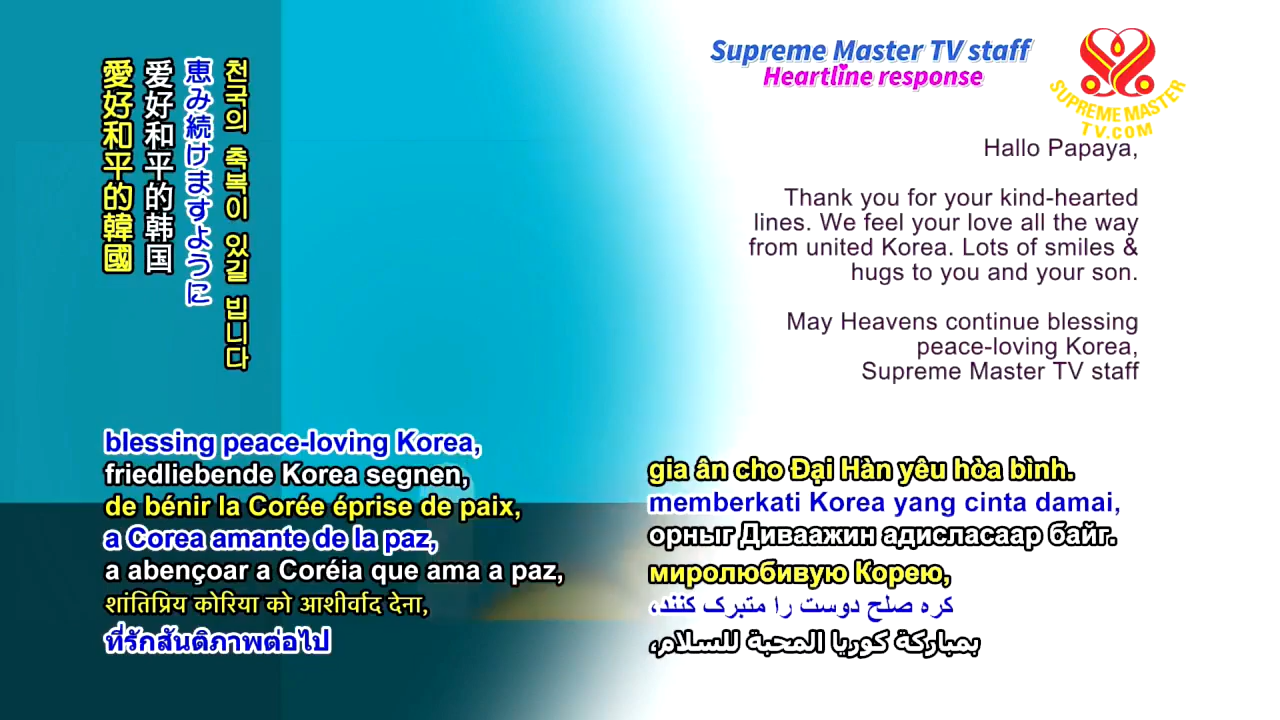 Supreme Master TV staff
Heartline response
SUPREME MASTER
TV.COM
Hallo Papaya,
Thank you for your kind-hearted
lines. We feel your love all the way
from united Korea. Lots of smiles &
hugs to you and your son.
May Heavens continue blessing
peace-loving Korea,
Supreme Master TV staff
천국의 축복이 있길 빕니다
恵み続けますように
爱好和平的韩国
愛好和平的韓國
blessing peace-loving Korea,
friedliebende Korea segnen,
de bénir la Corée éprise de paix,
a Corea amante de la paz,
a abençoar a Coréia que ama a paz,
शांतिप्रिय कोरिया को आशीर्वाद देना,
ที่รักสันติภาพต่อไป
gia ân cho Đại Hàn yêu hòa bình.
memberkati Korea yang cinta damai,
орныг Диваажин адисласаар байг.
миролюбивую Корею,
کره صلح دوست را متبرک کنند،
بمباركة كوريا المحبة للسلام،